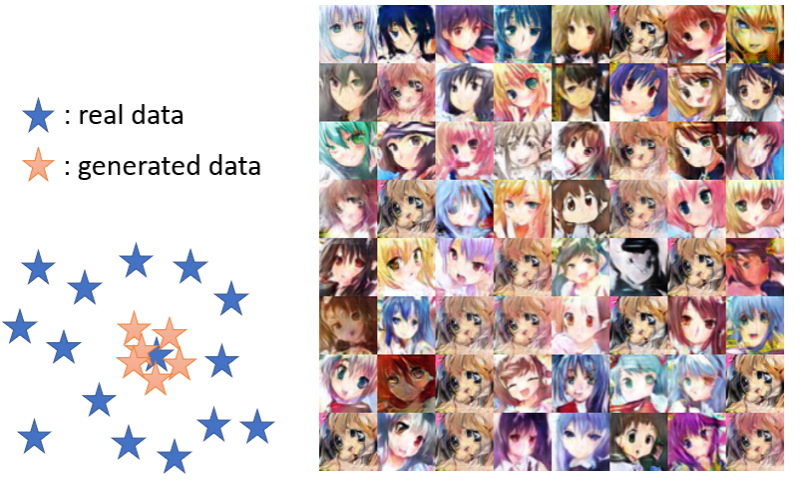 : real data
: generated data